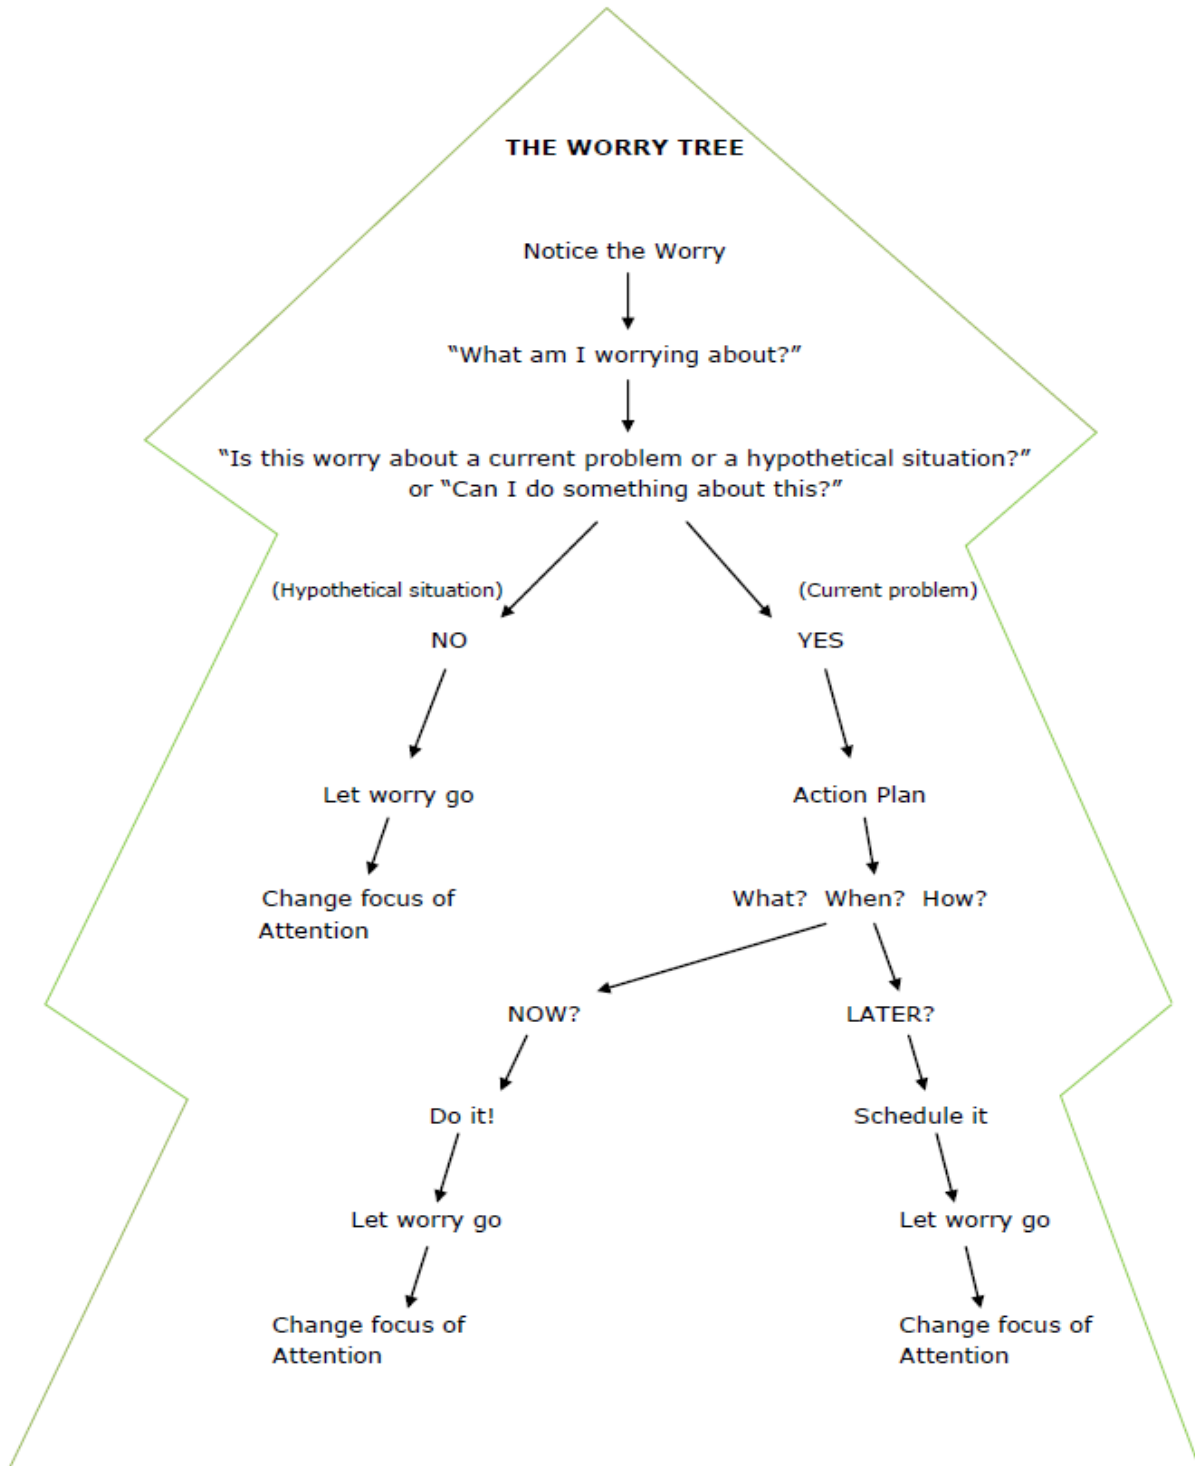 THE WORRY TREE
Notice the Worry
“What am I worrying about?”
“Is this worry about a current problem or a hypothetical situation?”
or “Can I do something about this?”
(Hypothetical situation)
(Current problem)
NO
YES
Let worry go
Action Plan
Change focus of
Attention
What? When? How?
NOW?
LATER?
Do it!
Schedule it
Let worry go
Let worry go
Change focus of
Attention
Change focus of
Attention